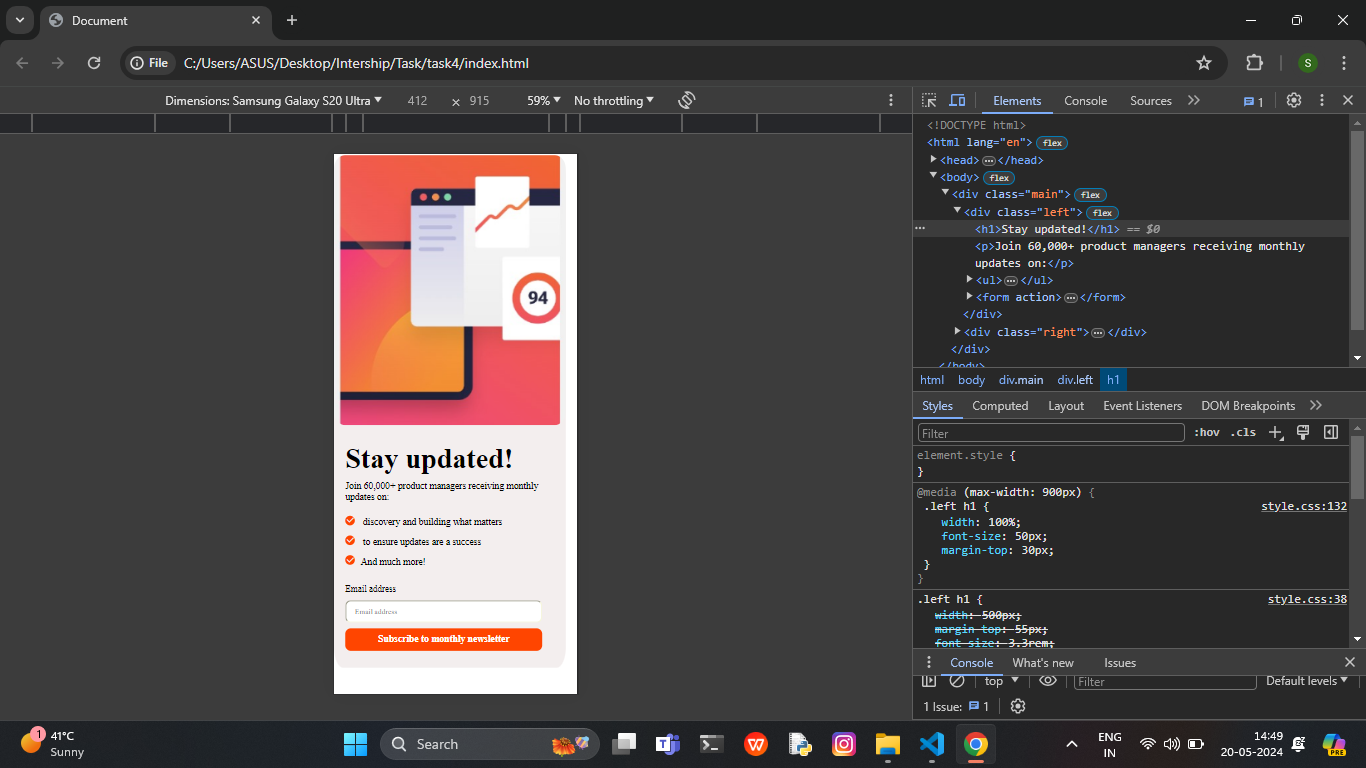 Document
File
C:/Users/ASUS/Desktop/Intership/Task/task4/index.html
S
Dimensions: Samsung Galaxy S20 Ultra
412
×
915
59%
No throttling
Elements
Console
Sources
1
94
Stay updated!
Join 60,000+ product managers receiving monthly
updates on:
discovery and building what matters
to ensure updates are a success
And much more!
Email address
Email address
Subscribe to monthly newsletter
<!DOCTYPE html>
<html lang="en"> flex
<head> … </head>
<body> flex
<div class="main"> flex
<div class="left"> flex
<h1>Stay updated!</h1> == $0
<p>Join 60,000+ product managers receiving monthly
updates on:</p>
<ul> … </ul>
<form action> … </form>
</div>
<div class="right"> … </div>
</div>
</body>
html body div.main div.left h1
Styles Computed Layout Event Listeners DOM Breakpoints
Filter
:hov .cls
element.style {
}
@media (max-width: 900px) {
.left h1 {
style.css:132
width: 100%;
font-size: 50px;
margin-top: 30px;
}
}
.left h1 {
style.css:38
width: 500px;
margin-top: 55px;
font-size: 3.3rem;
Console What's new Issues
top
Filter
Default levels
1 Issue: 1
1
41°C
Sunny
Search
ENG
IN
14:49
20-05-2024
PRE